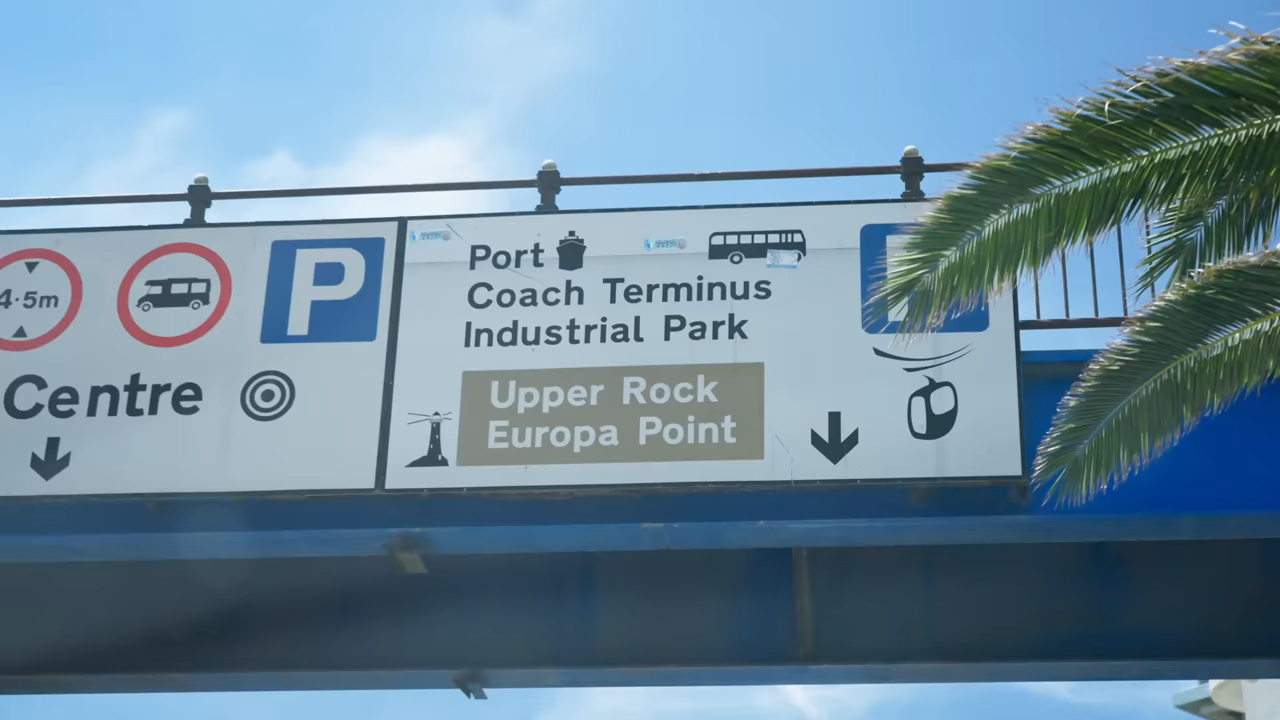 4·5m
P
Centre
Port
Coach Terminus
Industrial Park
Upper Rock
Europa Point